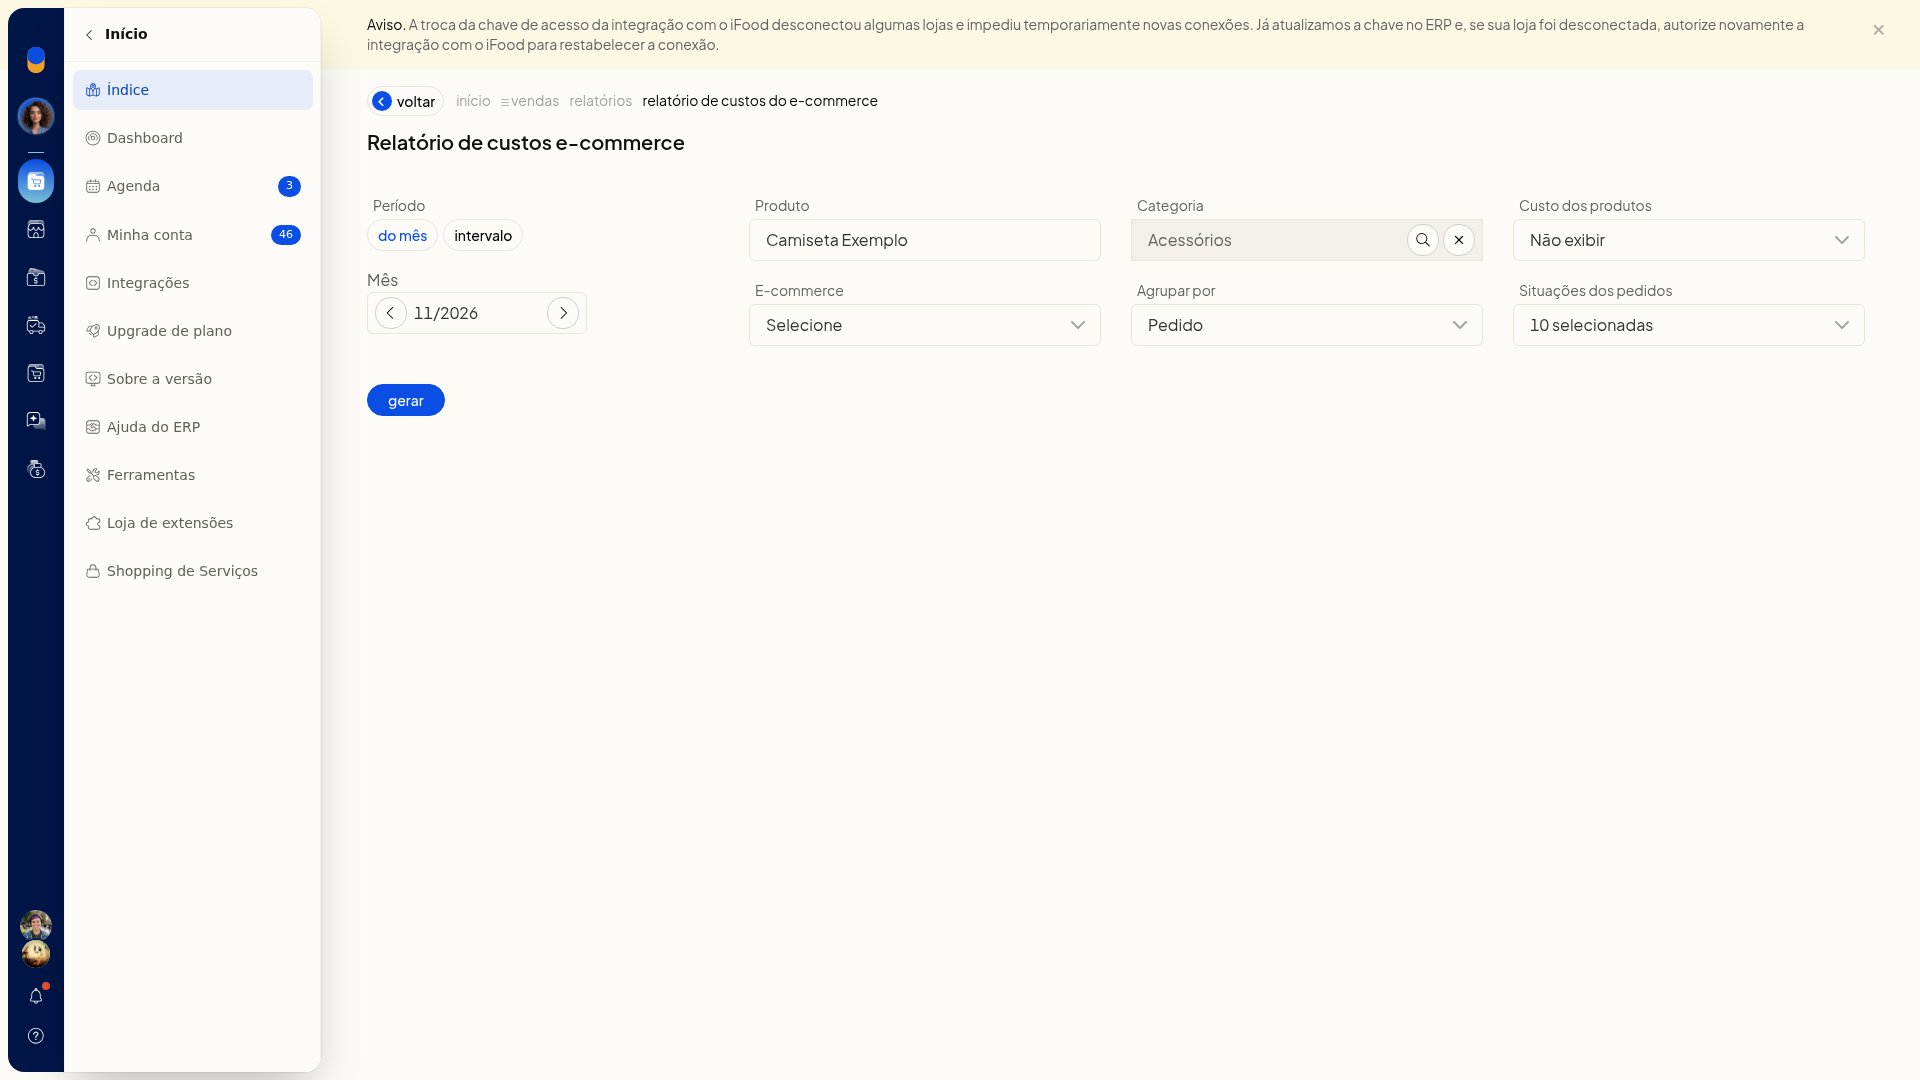 Início
Índice
Dashboard
Agenda
3
Minha conta
46
Integrações
Upgrade de plano
Sobre a versão
Ajuda do ERP
Ferramentas
Loja de extensões
Shopping de Serviços
Aviso. A troca da chave de acesso da integração com o iFood desconectou algumas lojas e impediu temporariamente novas conexões. Já atualizamos a chave no ERP e, se sua loja foi desconectada, autorize novamente a
integração com o iFood para restabelecer a conexão.
voltar início vendas relatórios relatório de custos do e-commerce
Relatório de custos e-commerce
Período
do mês intervalo
Mês
11/2026
Produto
Camiseta Exemplo
Categoria
Acessórios
Custo dos produtos
Não exibir
E-commerce
Selecione
Agrupar por
Pedido
Situações dos pedidos
10 selecionadas
gerar